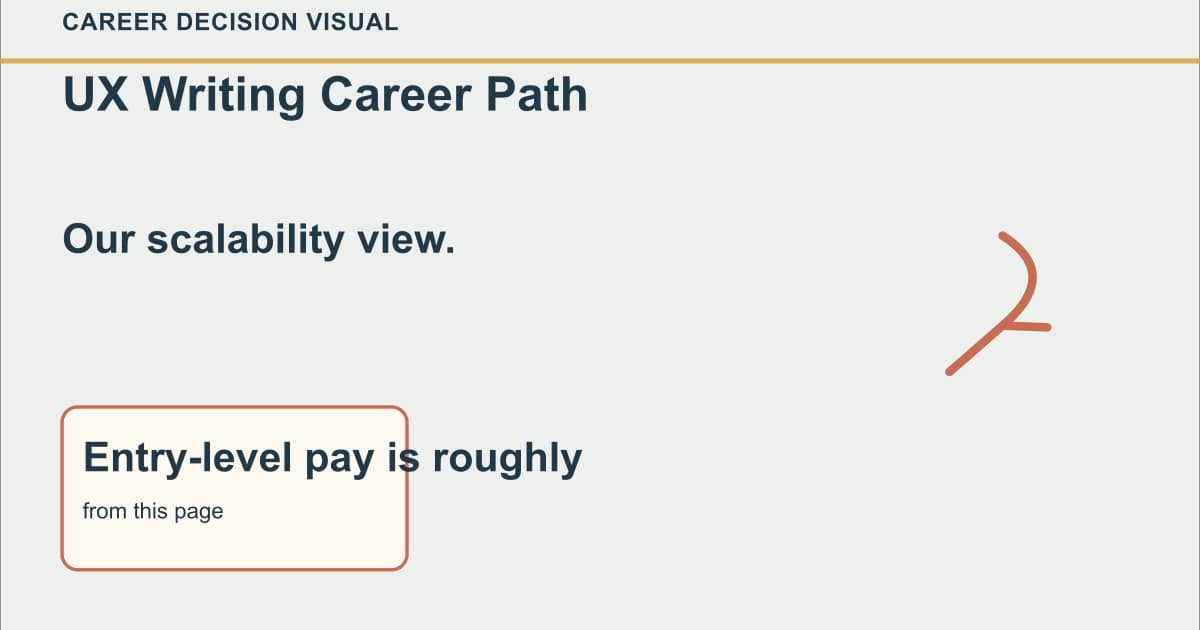 CAREER DECISION VISUAL
UX Writing Career Path
Our scalability view.
Entry-level pay is roughly
from this page